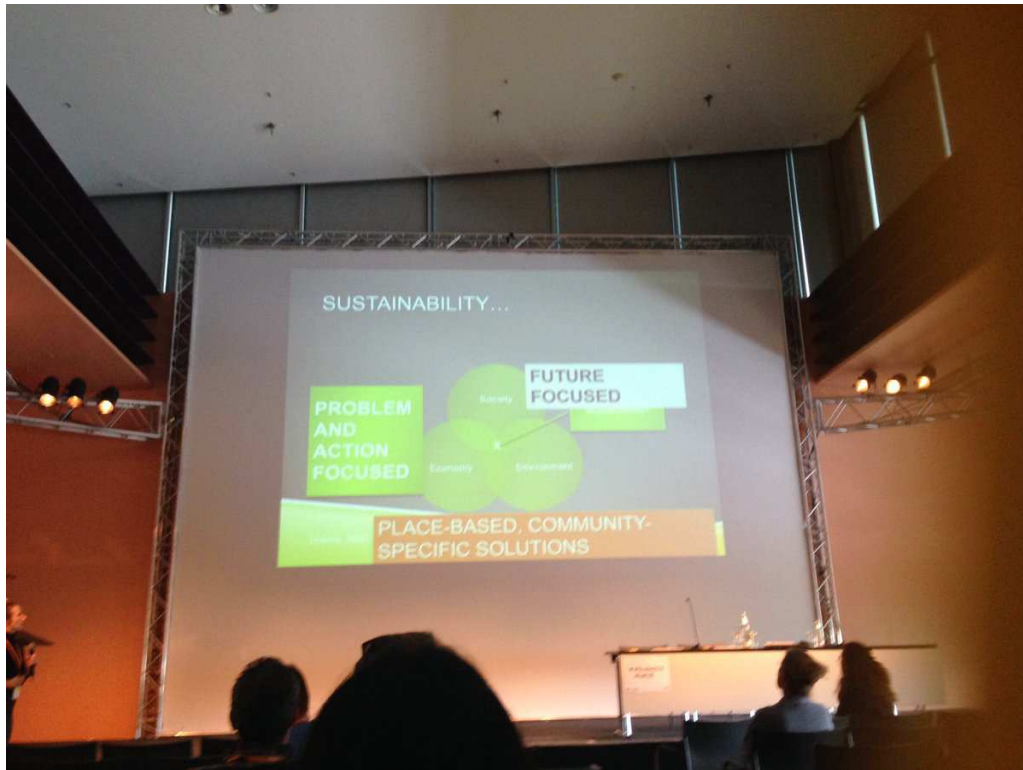 SUSTAINABILITY...
FUTURE
FOCUSED
Society
PROBLEM
AND
ACTION
FOCUSED
Economy
Environment
PLACE-BASED, COMMUNITY-
SPECIFIC SOLUTIONS